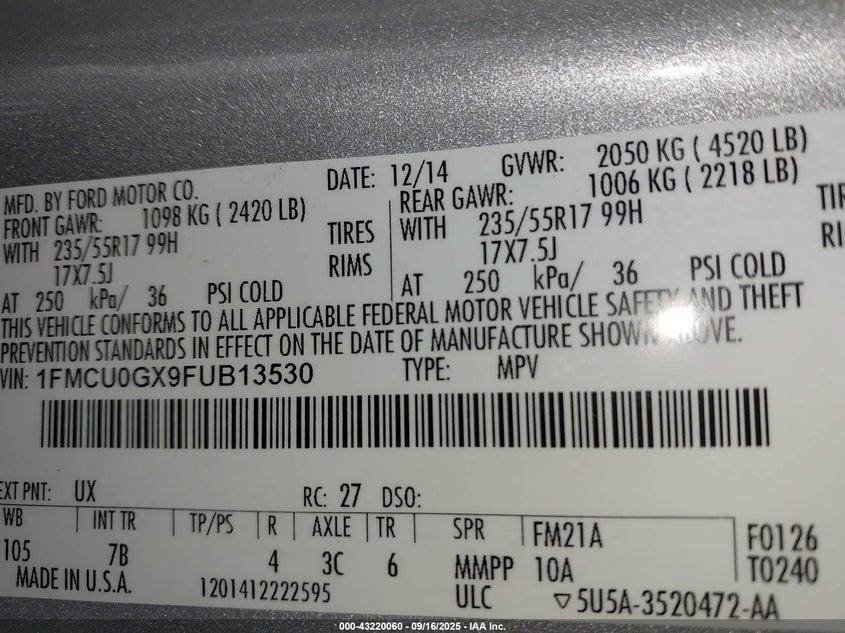 MFD. BY FORD MOTOR CO.
DATE: 12/14
GVWR: 2050 KG ( 4520 LB)
FRONT GAWR: 1098 KG ( 2420 LB)
WITH 235/55R17 99H TIRES
17X7.5J RIMS
AT 250 kPa/ 36 PSI COLD
REAR GAWR: 1006 KG ( 2218 LB)
WITH 235/55R17 99H
17X7.5J
AT 250 kPa/ 36 PSI COLD
THIS VEHICLE CONFORMS TO ALL APPLICABLE FEDERAL MOTOR VEHICLE SAFETY AND THEFT
PREVENTION STANDARDS IN EFFECT ON THE DATE OF MANUFACTURE SHOWN ABOVE.
VIN: 1FMCU0GX9FUB13530 TYPE: MPV
EXT PNT: UX RC: 27 DSO:
WB INT TR TP/PS R AXLE TR SPR FM21A F0126
105 7B 4 3C 6 MMPP 10A T0240
MADE IN U.S.A. 1201412222595 ULC ▽5U5A-3520472-AA
000-43220060 - 09/16/2025 - IAA Inc.